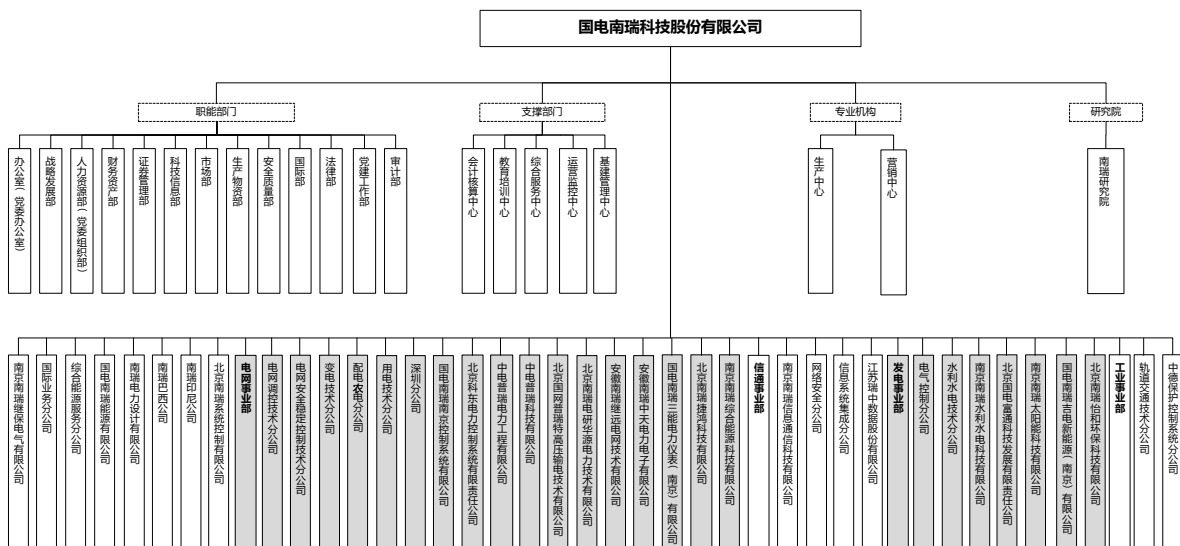 国电南瑞科技股份有限公司
职能部门
支撑部门
专业机构
研究院
办公室（党委办公室）
战略发展部
人力资源部（党委组织部）
财务资产部
证券管理部
科技信息部
市场部
生产物资部
安全质量部
国际部
法律部
党建工作部
审计部
会计核算中心
教育培训中心
综合服务中心
运营监控中心
基建管理中心
生产中心
营销中心
南瑞研究院
南京南瑞继保电气有限公司
国际业务分公司
综合能源服务分公司
国电南瑞能源有限公司
南瑞电力设计有限公司
南瑞巴西公司
南瑞印尼公司
北京南瑞系统控制有限公司
电网事业部
电网调控技术分公司
电网安全稳定控制技术分公司
变电技术分公司
配电农电分公司
用电技术分公司
深圳分公司
国电南瑞南京控制系统有限公司
北京科东电力控制系统有限责任公司
中电普瑞电力工程有限公司
中电普瑞科技有限公司
北京国网普瑞特高压输电技术有限公司
北京南瑞电研华源电力技术有限公司
安徽南瑞继远电网技术有限公司
安徽南瑞中天电力电子有限公司
国电南瑞三能电力仪表（南京）有限公司
北京南瑞捷鸿科技有限公司
南京南瑞综合能源科技有限公司
信通事业部
南京南瑞信息通信科技有限公司
网络安全分公司
信息系统集成分公司
江苏瑞中数据股份有限公司
发电事业部
电气控制分公司
水利水电技术分公司
南京南瑞水利水电科技有限公司
北京国电富通科技发展有限责任公司
南京南瑞太阳能科技有限公司
国电南瑞吉电新能源（南京）有限公司
北京南瑞怡和环保科技有限公司
工业事业部
轨道交通技术分公司
中德保护控制系统分公司